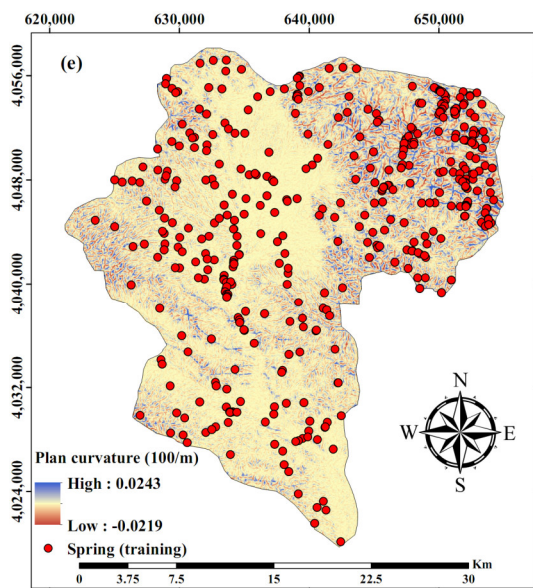 620,000 630,000 640,000 650,000
(e)
4,056,000
4,048,000
4,040,000
4,032,000
4,024,000
N
W E
S
Plan curvature (100/m)
High : 0.0243
Low : -0.0219
Spring (training)
Km
0 3.75 7.5 15 22.5 30